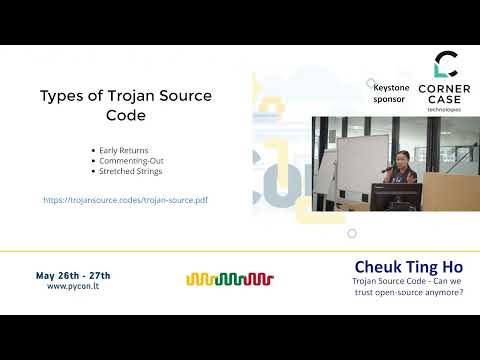 Types of Trojan Source
Code
Early Returns
Commenting-Out
Stretched Strings
https://trojansource.codes/trojan-source.pdf
Keystone
sponsor
CORNER
CASE
technologies
May 26th - 27th
www.pycon.lt
Cheuk Ting Ho
Trojan Source Code - Can we
trust open-source anymore?